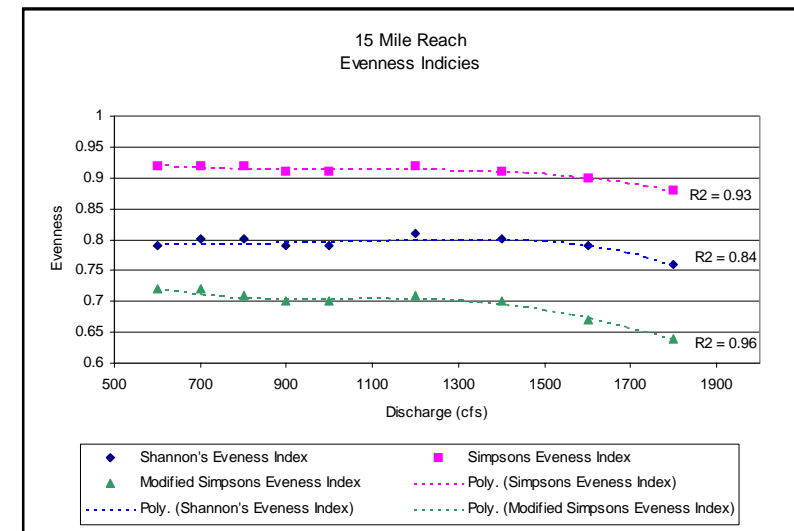 15 Mile Reach
Evenness Indicies
1
0.95
0.9
0.85
0.8
0.75
0.7
0.65
0.6
Evenness
R2 = 0.93
R2 = 0.84
R2 = 0.96
500 700 900 1100 1300 1500 1700 1900
Discharge (cfs)
Shannon's Eveness Index Simpsons Eveness Index
Modified Simpsons Eveness Index Poly. (Simpsons Eveness Index)
Poly. (Shannon's Eveness Index) Poly. (Modified Simpsons Eveness Index)